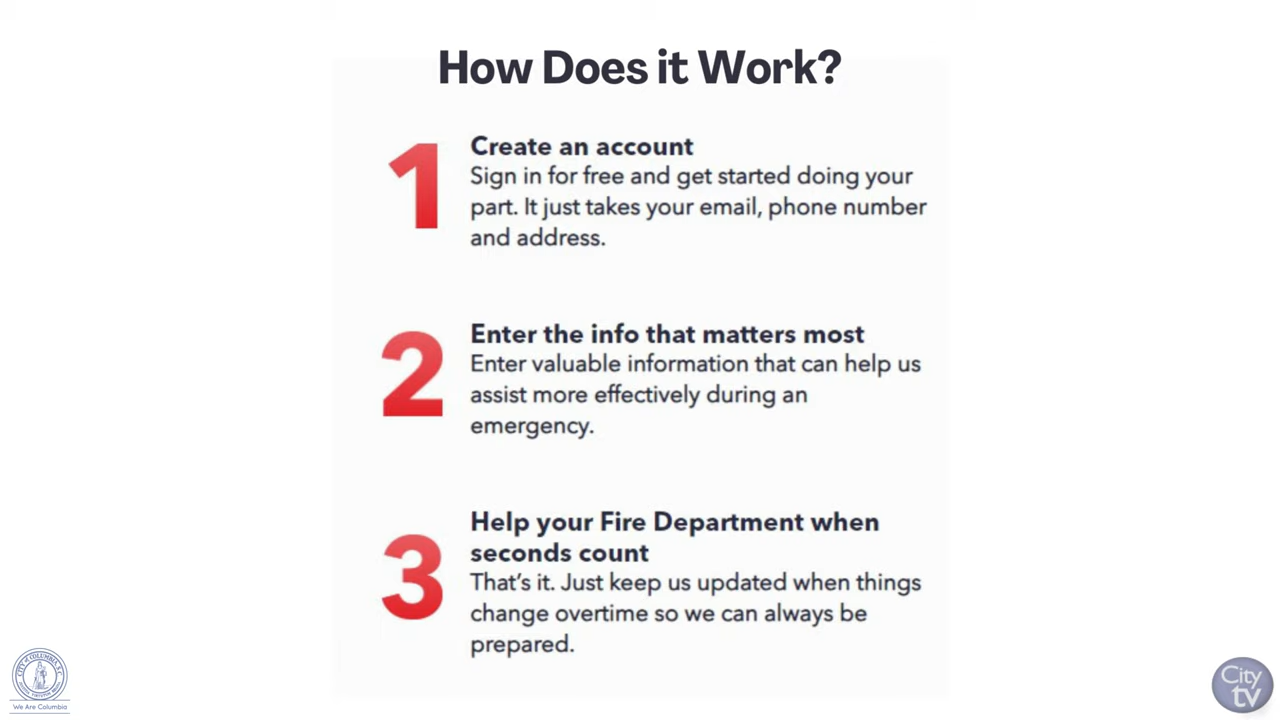 How Does it Work?
1
Create an account
Sign in for free and get started doing your
part. It just takes your email, phone number
and address.
2
Enter the info that matters most
Enter valuable information that can help us
assist more effectively during an
emergency.
3
Help your Fire Department when
seconds count
That's it. Just keep us updated when things
change overtime so we can always be
prepared.
CITY OF COLUMBIA, S.C.
We Are Columbia
City
tv